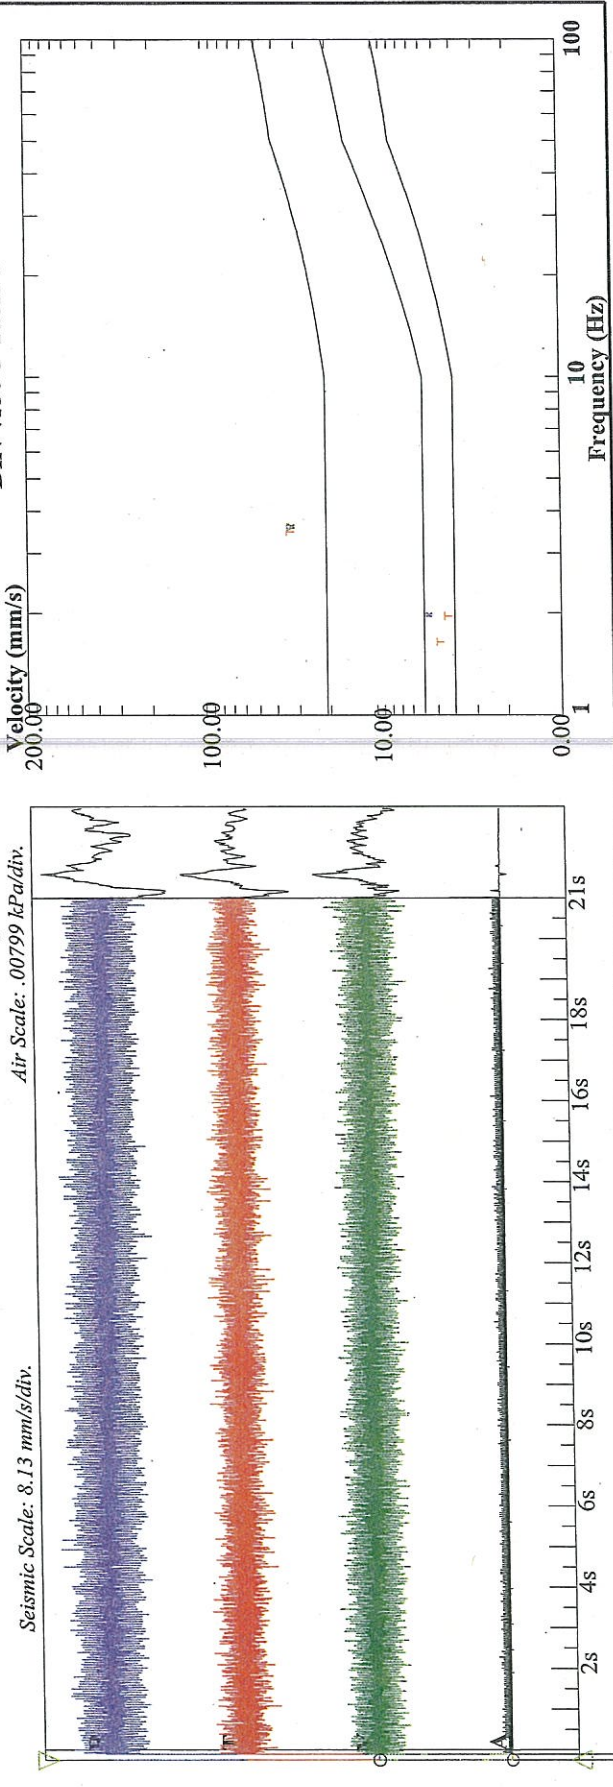 Seismic Scale: 8.13 mm/s/div.
Air Scale: .00799 kPa/div.
T
A
2s
4s
6s
8s
10s
12s
14s
16s
18s
21s
Velocity (mm/s)
200.00
100.00
10.00
0.00
1
10
100
Frequency (Hz)
T
T